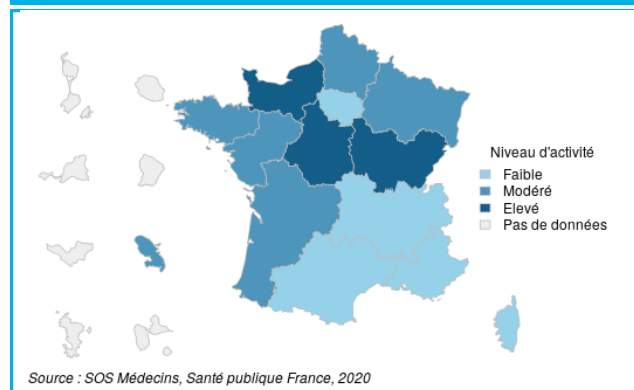 Niveau d'activité
Faible
Modéré
Elevé
Pas de données
Source : SOS Médecins, Santé publique France, 2020